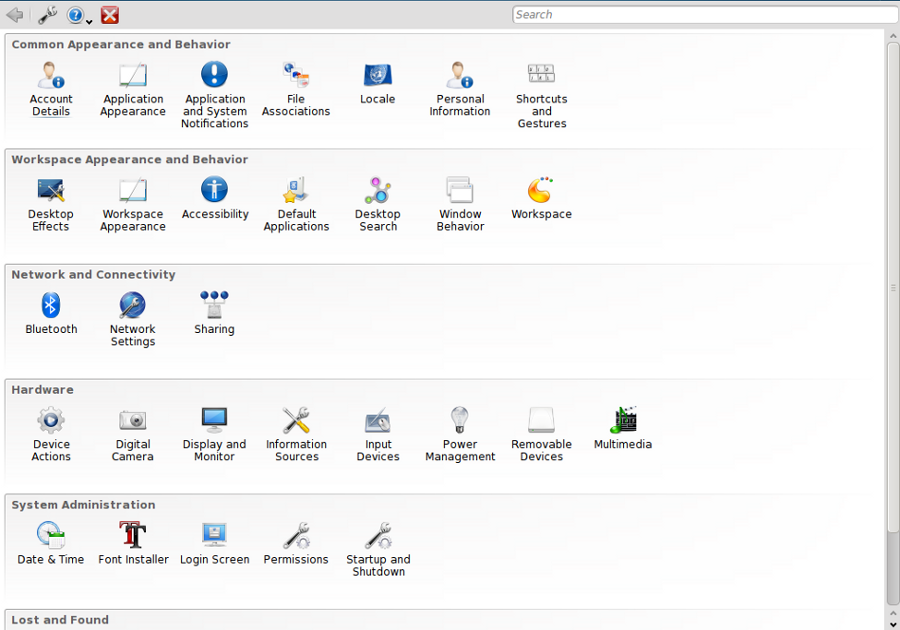 Search
Common Appearance and Behavior
Account
Details
Application
Appearance
Application
and System
Notifications
File
Associations
Locale
Personal
Information
Shortcuts
and
Gestures
Workspace Appearance and Behavior
Desktop
Effects
Workspace
Appearance
Accessibility
Default
Applications
Desktop
Search
Window
Behavior
Workspace
Network and Connectivity
Bluetooth
Network
Settings
Sharing
Hardware
Device
Actions
Digital
Camera
Display and
Monitor
Information
Sources
Input
Devices
Power
Management
Removable
Devices
Multimedia
System Administration
Date & Time
Font Installer
Login Screen
Permissions
Startup and
Shutdown
Lost and Found